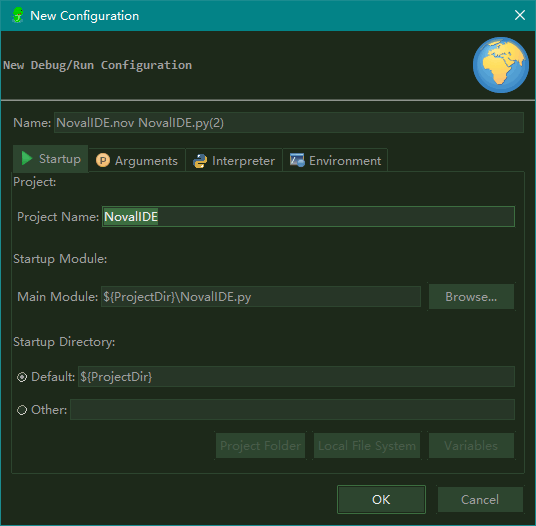 New Configuration
New Debug/Run Configuration
Name: NovalIDE.nov NovalIDE.py(2)
Startup Arguments Interpreter Environment
Project:
Project Name: NovalIDE
Startup Module:
Main Module: ${ProjectDir}\NovalIDE.py Browse...
Startup Directory:
Default: ${ProjectDir}
Other:
Project Folder Local File System Variables
OK Cancel